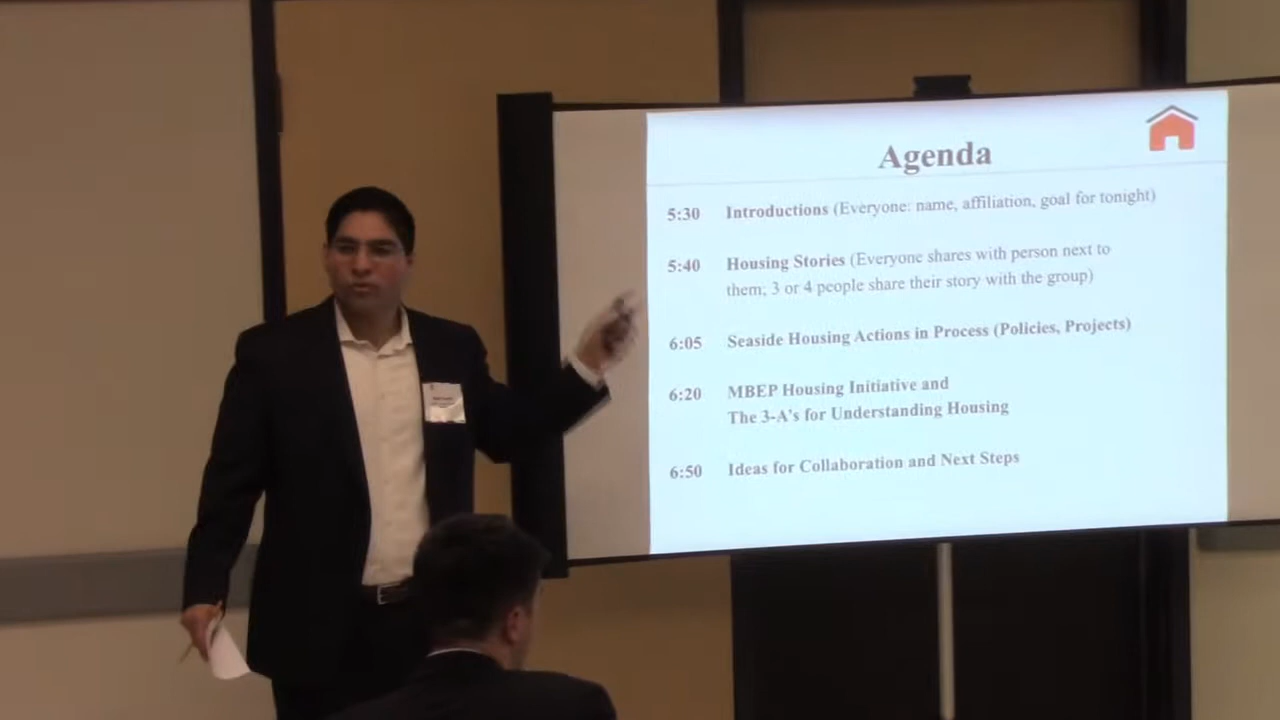 Agenda
5:30 Introductions (Everyone: name, affiliation, goal for tonight)
5:40 Housing Stories (Everyone shares with person next to
them; 3 or 4 people share their story with the group)
6:05 Seaside Housing Actions in Process (Policies, Projects)
6:20 MBEP Housing Initiative and
The 3-A's for Understanding Housing
6:50 Ideas for Collaboration and Next Steps